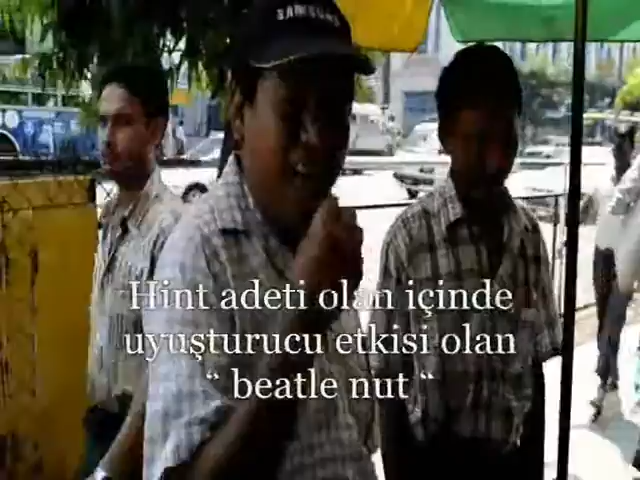 SAMSUNG
Hint adeti olan içinde
uyuşturucu etkisi olan
“ beatle nut “